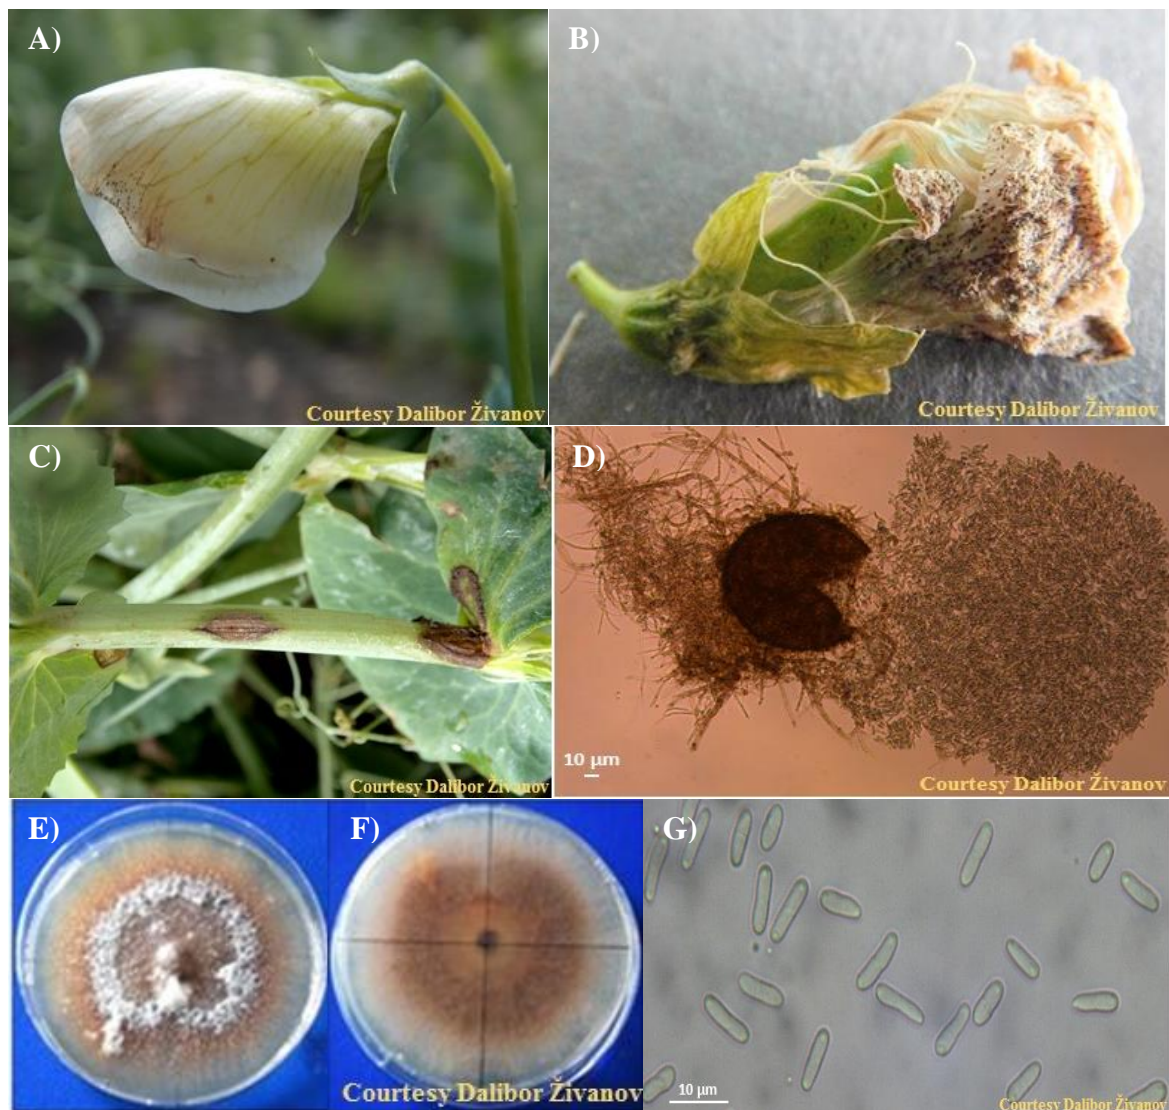 A)
Courtesy Dalibor Živanov
B)
Courtesy Dalibor Živanov
C)
Courtesy Dalibor Živanov
D)
10 μm
Courtesy Dalibor Živanov
E)
F)
Courtesy Dalibor Živanov
G)
10 μm
Courtesy Dalibor Živanov